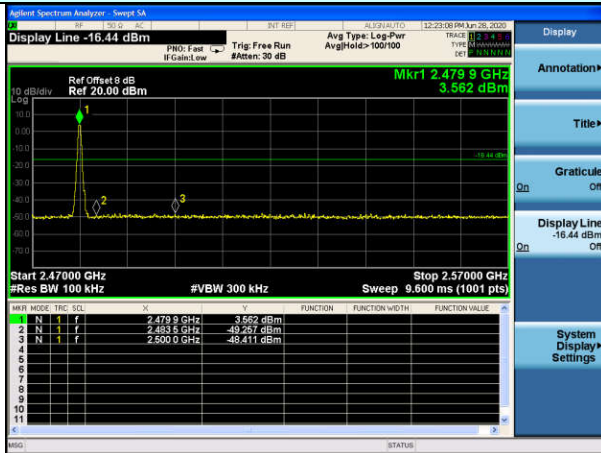 Agilent Spectrum Analyzer - Swept SA
RF 50 Ω AC INT REF ALIGNAUTO 12:23:08 PM Jun 28, 2020
Display Line -16.44 dBm
PNO: Fast
IFGain:Low
Trig: Free Run
#Atten: 30 dB
Avg Type: Log-Pwr
Avg|Hold:>100/100
TRACE 1 2 3 4 5 6
TYPE
DET P N N N N N
Display
Ref Offset 8 dB
10 dB/div Ref 20.00 dBm
Log
Mkr1 2.479 9 GHz
3.562 dBm
10.0
0.00
-10.0
-20.0
-30.0
-40.0
-50.0
-60.0
-70.0
1
2
3
-16.44 dBm
Start 2.47000 GHz Stop 2.57000 GHz
#Res BW 100 kHz #VBW 300 kHz Sweep 9.600 ms (1001 pts)
MKR MODE TRC SCL X Y FUNCTION FUNCTION WIDTH FUNCTION VALUE
1 N 1 f 2.479 9 GHz 3.562 dBm
2 N 1 f 2.483 5 GHz -49.257 dBm
3 N 1 f 2.500 0 GHz -48.411 dBm
4
5
6
7
8
9
10
11
Annotation
Title
Graticule
On Off
Display Line
-16.44 dBm
On Off
System
Display
Settings
MSG STATUS